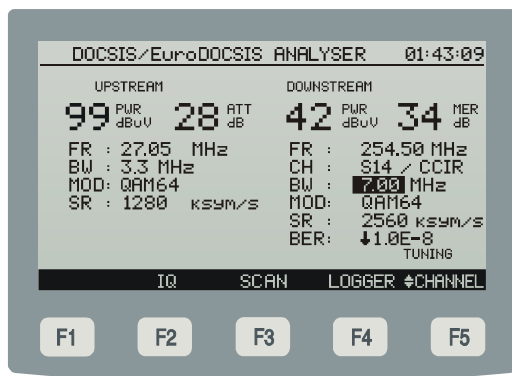 DOCSIS/EuroDOCSIS ANALYSER 01:43:09
UPSTREAM
99 PWR dBuV 28 ATT dB
FR : 27.05 MHz
BW : 3.3 MHz
MOD: QAM64
SR : 1280 ksym/s
DOWNSTREAM
42 PWR dBuV 34 MER dB
FR : 254.50 MHz
CH : S14 / CCIR
BW : 7.00 MHz
MOD: QAM64
SR : 2560 ksym/s
BER: ↓1.0E-8
TUNING
IQ SCAN LOGGER ⬍CHANNEL
F1 F2 F3 F4 F5